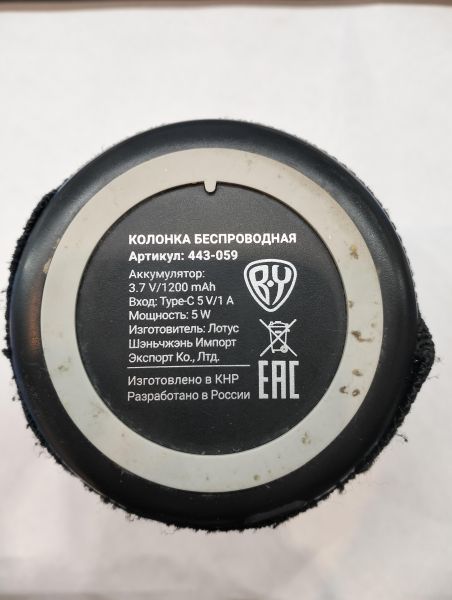 КОЛОНКА БЕСПРОВОДНАЯ
Артикул: 443-059
Аккумулятор:
3.7 V/1200 mAh
Вход: Type-C 5 V/1 A
Мощность: 5 W
Изготовитель: Лотус
Шэньчжэнь Импорт
Экспорт Ко., Лтд.
Изготовлено в КНР
Разработано в России
BY
EAC